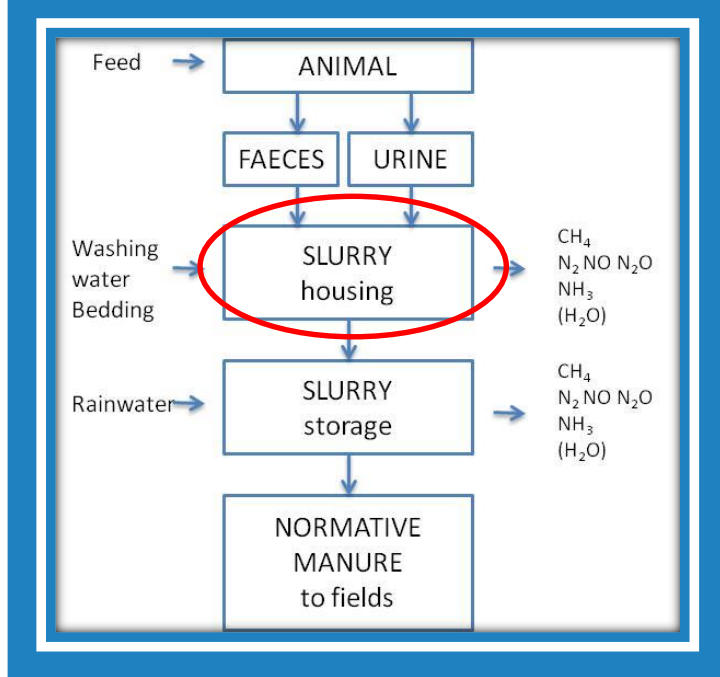 Feed
ANIMAL
FAECES
URINE
Washing
water
Bedding
SLURRY
housing
CH₄
N₂ NO N₂O
NH₃
(H₂O)
Rainwater
SLURRY
storage
CH₄
N₂ NO N₂O
NH₃
(H₂O)
NORMATIVE
MANURE
to fields